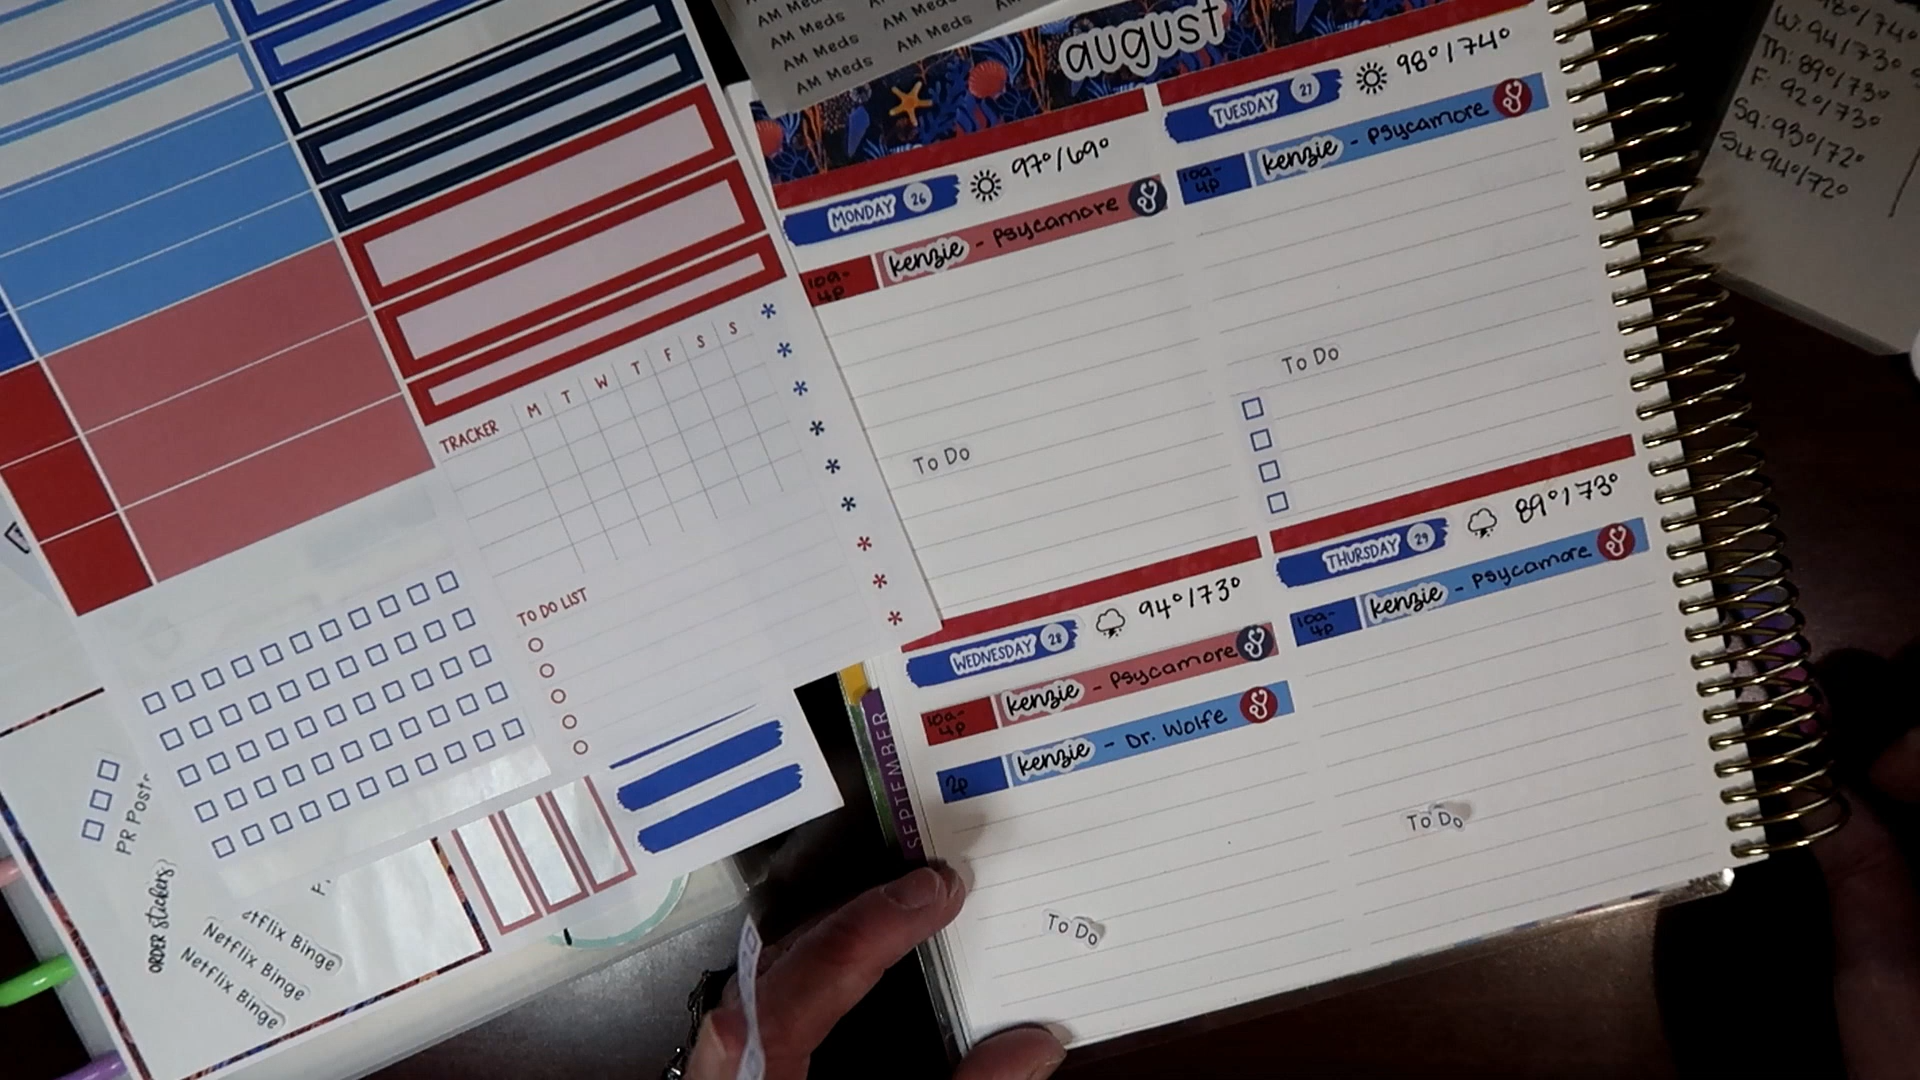 AM Meds
AM Meds
AM Meds
AM Meds
AM Meds
AM Meds
august
MONDAY 26 97°/69°
10a-4p kenzie - Psycamore
To Do
TUESDAY 27 98°/74°
10a-4p kenzie - Psycamore
To Do
WEDNESDAY 28 94°/73°
10a-4p kenzie - Psycamore
2p kenzie - Dr. Wolfe
To Do
THURSDAY 29 89°/73°
10a-4p kenzie - Psycamore
To Do
W: 94/73°
Th: 89°/73°
F: 92°/73°
Sa: 93°/72°
Su: 94°/72°
TRACKER M T W T F S S
TO DO LIST
SEPTEMBER
PR Post
ORDER stickers
Netflix Binge
Netflix Binge